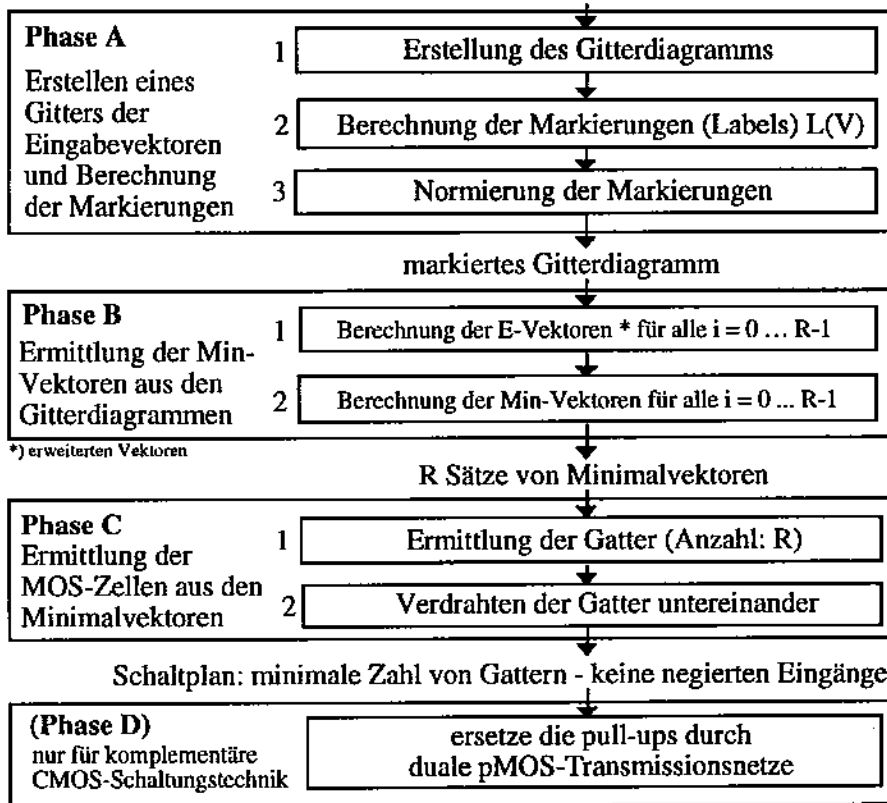 Phase A
Erstellen eines
Gitters der
Eingabevektoren
und Berechnung
der Markierungen
1 Erstellung des Gitterdiagramms
2 Berechnung der Markierungen (Labels) L(V)
3 Normierung der Markierungen
markiertes Gitterdiagramm
Phase B
Ermittlung der Min-
Vektoren aus den
Gitterdiagrammen
1 Berechnung der E-Vektoren * für alle i = 0 ... R-1
2 Berechnung der Min-Vektoren für alle i = 0 ... R-1
*) erweiterten Vektoren
R Sätze von Minimalvektoren
Phase C
Ermittlung der
MOS-Zellen aus den
Minimalvektoren
1 Ermittlung der Gatter (Anzahl: R)
2 Verdrahten der Gatter untereinander
Schaltplan: minimale Zahl von Gattern - keine negierten Eingänge
(Phase D)
nur für komplementäre
CMOS-Schaltungstechnik
ersetze die pull-ups durch
duale pMOS-Transmissionsnetze